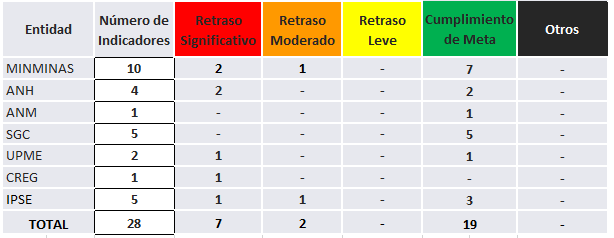 Entidad Número de Indicadores Retraso Significativo Retraso Moderado Retraso Leve Cumplimiento de Meta Otros
MINMINAS 10 2 1 - 7 -
ANH 4 2 - - 2 -
ANM 1 - - - 1 -
SGC 5 - - - 5 -
UPME 2 1 - - 1 -
CREG 1 1 - - - -
IPSE 5 1 1 - 3 -
TOTAL 28 7 2 - 19 -